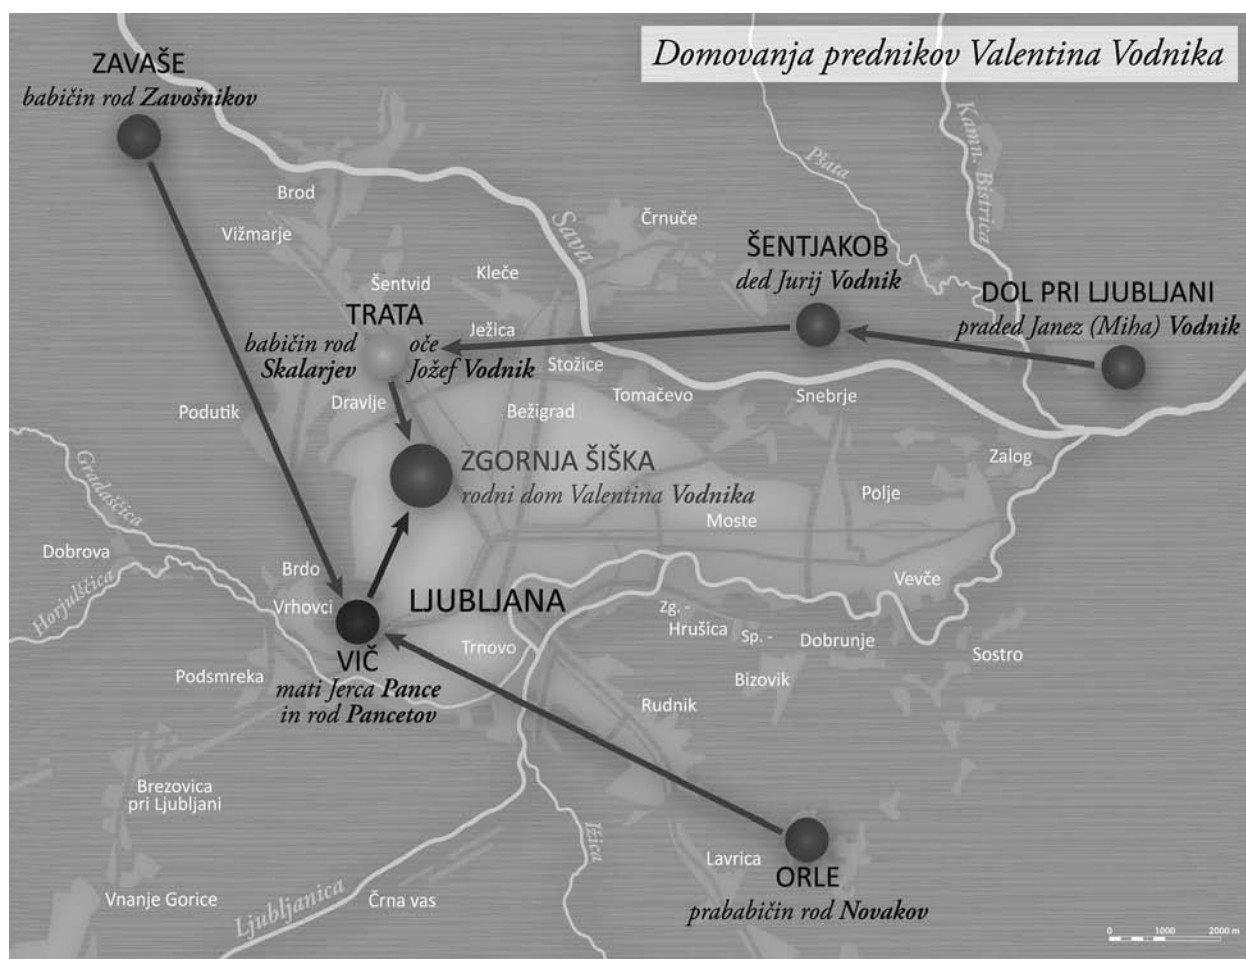 Domovanja prednikov Valentina Vodnika
ZAVAŠE
babičin rod Zavošnikov
Kamn. Bistrica
Pšata
Brod
Sava
Črnuče
Vižmarje
ŠENTJAKOB
ded Jurij Vodnik
Kleče
Šentvid
DOL PRI LJUBLJANI
praded Janez (Miha) Vodnik
TRATA
babičin rod
Skalarjev
oče
Jožef Vodnik
Ježica
Stožice
Podutik
Dravlje
Bežigrad
Tomačevo
Snebrje
Zalog
ZGORNJA ŠIŠKA
rodni dom Valentina Vodnika
Polje
Moste
Gradaščica
Dobrova
Horjulščica
Brdo
Vrhovci
LJUBLJANA
Vevče
Zg. -
Hrušica
Sp. -
Dobrunje
Sostro
Trnovo
VIČ
mati Jerca Pance
in rod Pancetov
Podsmreka
Bizovik
Rudnik
Brezovica
pri Ljubljani
Ižica
Lavrica
ORLE
prababičin rod Novakov
Vnanje Gorice
Ljubljanica
Črna vas
0 1000 2000 m